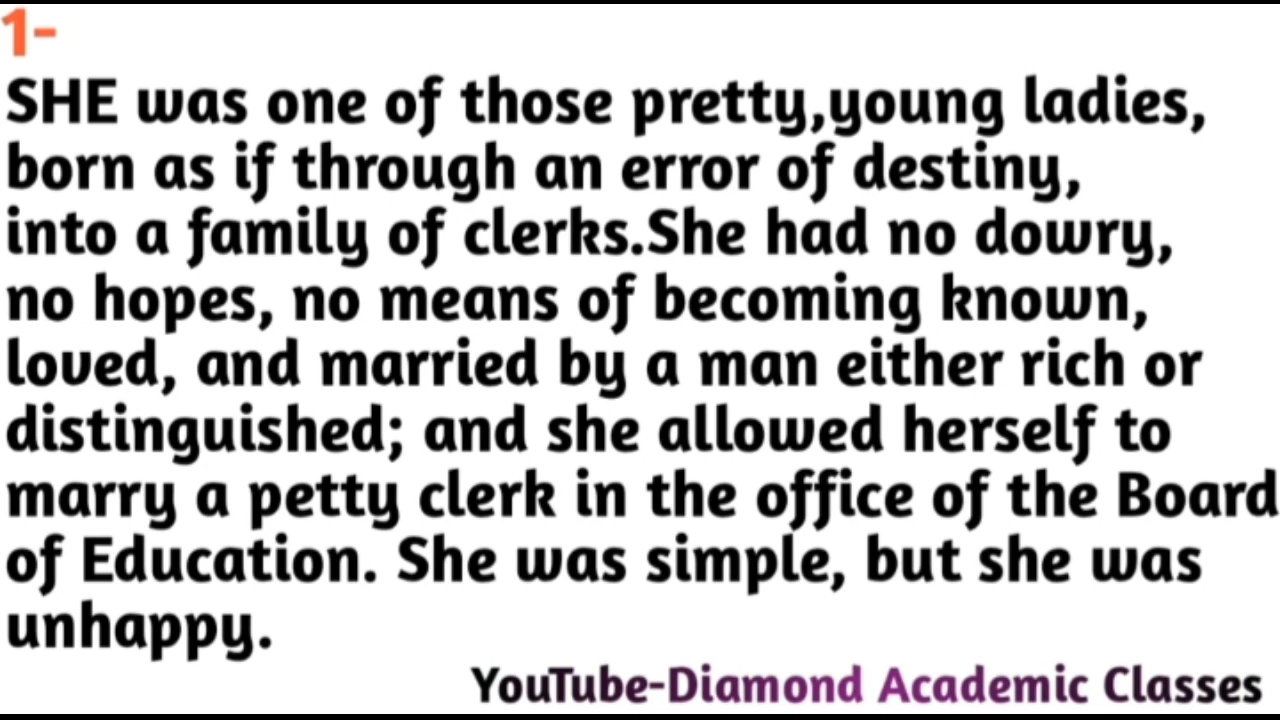 1-
SHE was one of those pretty,young ladies,
born as if through an error of destiny,
into a family of clerks.She had no dowry,
no hopes, no means of becoming known,
loved, and married by a man either rich or
distinguished; and she allowed herself to
marry a petty clerk in the office of the Board
of Education. She was simple, but she was
unhappy.
YouTube-Diamond Academic Classes